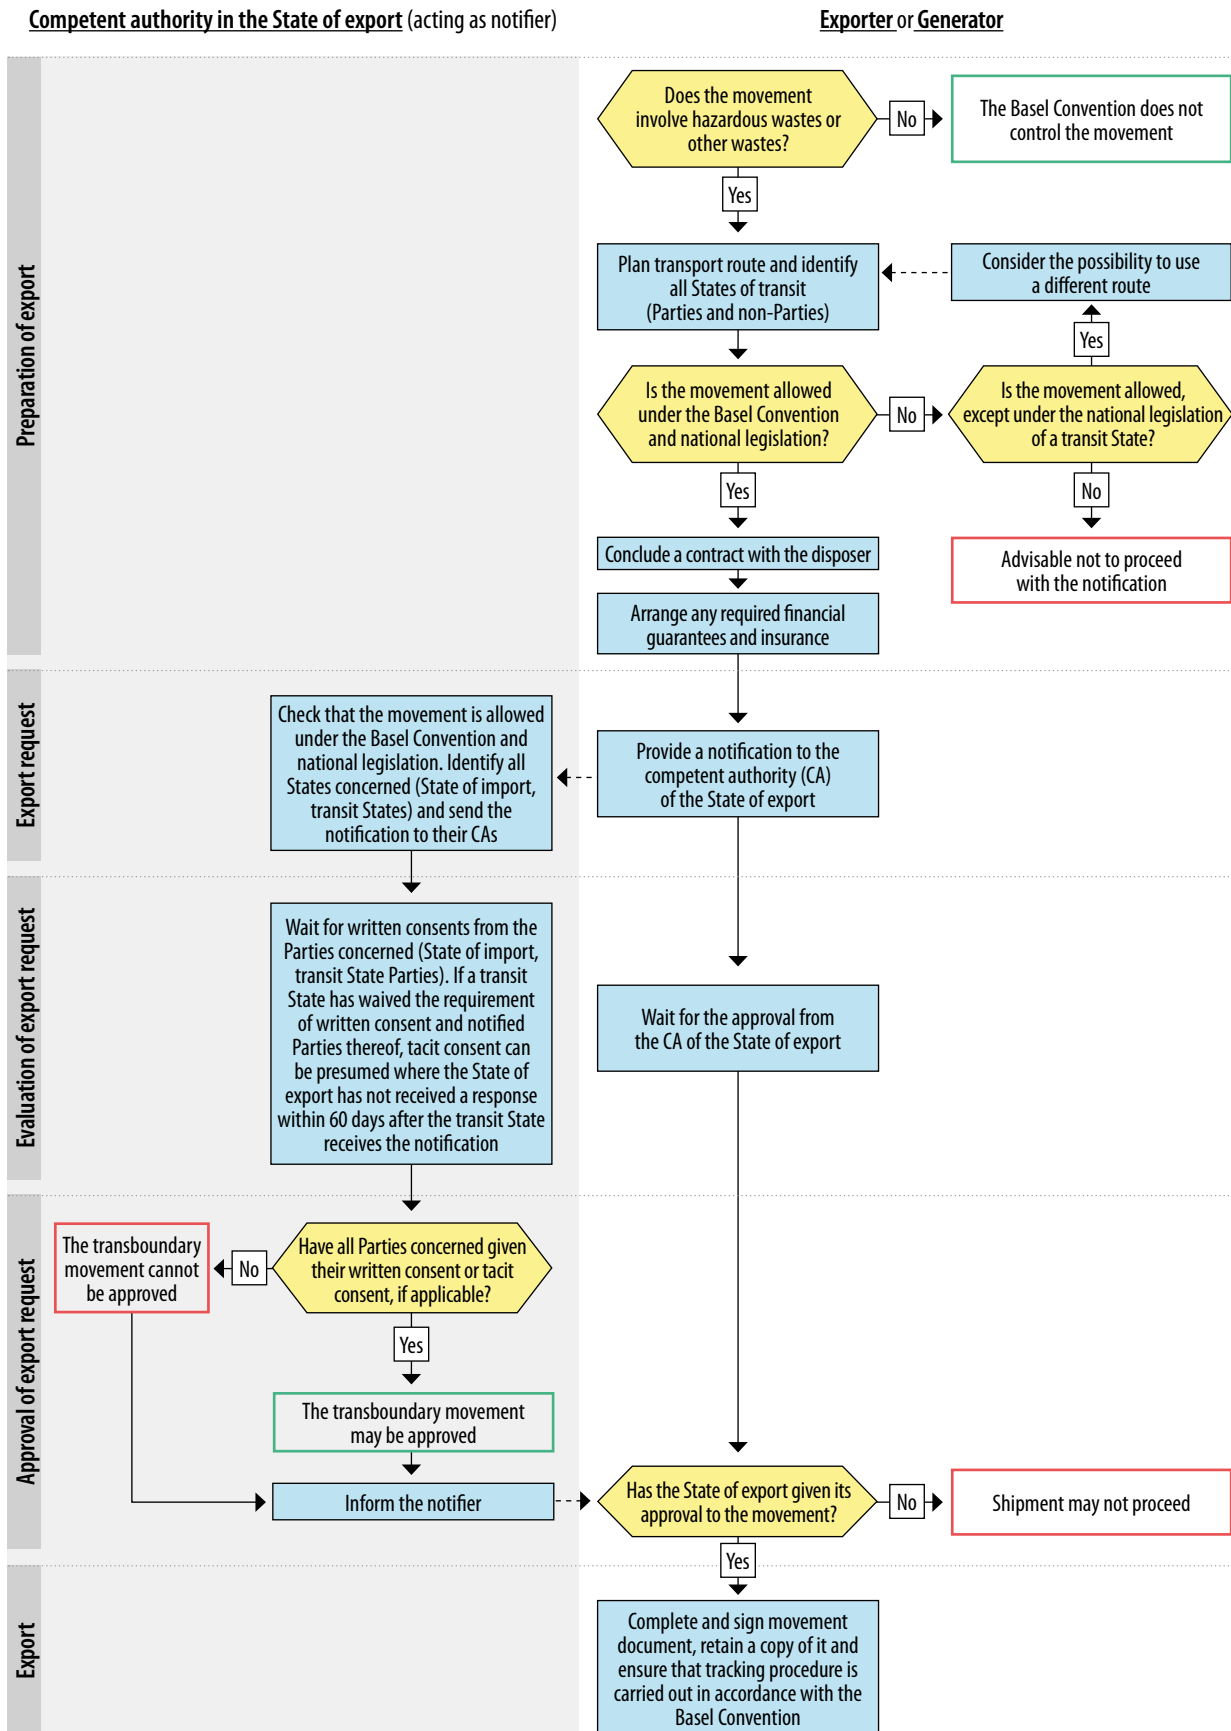 Competent authority in the State of export (acting as notifier)
Exporter or Generator
Preparation of export
Does the movement
involve hazardous wastes or
other wastes?
No
The Basel Convention does not
control the movement
Yes
Plan transport route and identify
all States of transit
(Parties and non-Parties)
Consider the possibility to use
a different route
Yes
Is the movement allowed
under the Basel Convention
and national legislation?
No
Is the movement allowed,
except under the national legislation
of a transit State?
Yes
No
Conclude a contract with the disposer
Advisable not to proceed
with the notification
Arrange any required financial
guarantees and insurance
Export request
Check that the movement is allowed
under the Basel Convention and
national legislation. Identify all
States concerned (State of import,
transit States) and send the
notification to their CAs
Provide a notification to the
competent authority (CA)
of the State of export
Evaluation of export request
Wait for written consents from the
Parties concerned (State of import,
transit State Parties). If a transit
State has waived the requirement
of written consent and notified
Parties thereof, tacit consent can
be presumed where the State of
export has not received a response
within 60 days after the transit State
receives the notification
Wait for the approval from
the CA of the State of export
Approval of export request
The transboundary
movement cannot
be approved
No
Have all Parties concerned given
their written consent or tacit
consent, if applicable?
Yes
The transboundary movement
may be approved
Inform the notifier
Has the State of export given its
approval to the movement?
No
Shipment may not proceed
Yes
Export
Complete and sign movement
document, retain a copy of it and
ensure that tracking procedure is
carried out in accordance with the
Basel Convention